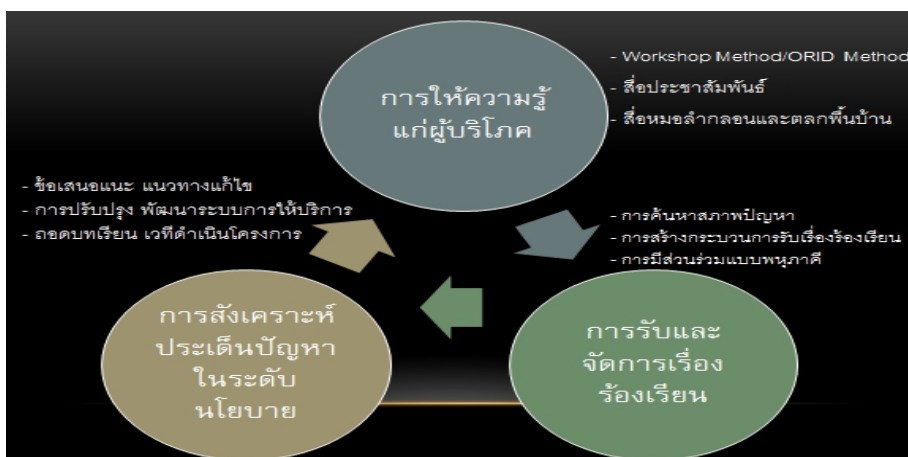 การให้ความรู้
แก่ผู้บริโภค
- Workshop Method/ORID Method
- สื่อประชาสัมพันธ์
- สื่อหมอลำกลอนและตลกพื้นบ้าน
- ข้อเสนอแนะ แนวทางแก้ไข
- การปรับปรุง พัฒนาระบบการให้บริการ
- ถอดบทเรียน เวทีดำเนินโครงการ
- การค้นหาสภาพปัญหา
- การสร้างกระบวนการรับเรื่องร้องเรียน
- การมีส่วนร่วมแบบพหุภาคี
การสังเคราะห์
ประเด็นปัญหา
ในระดับ
นโยบาย
การรับและ
จัดการเรื่อง
ร้องเรียน